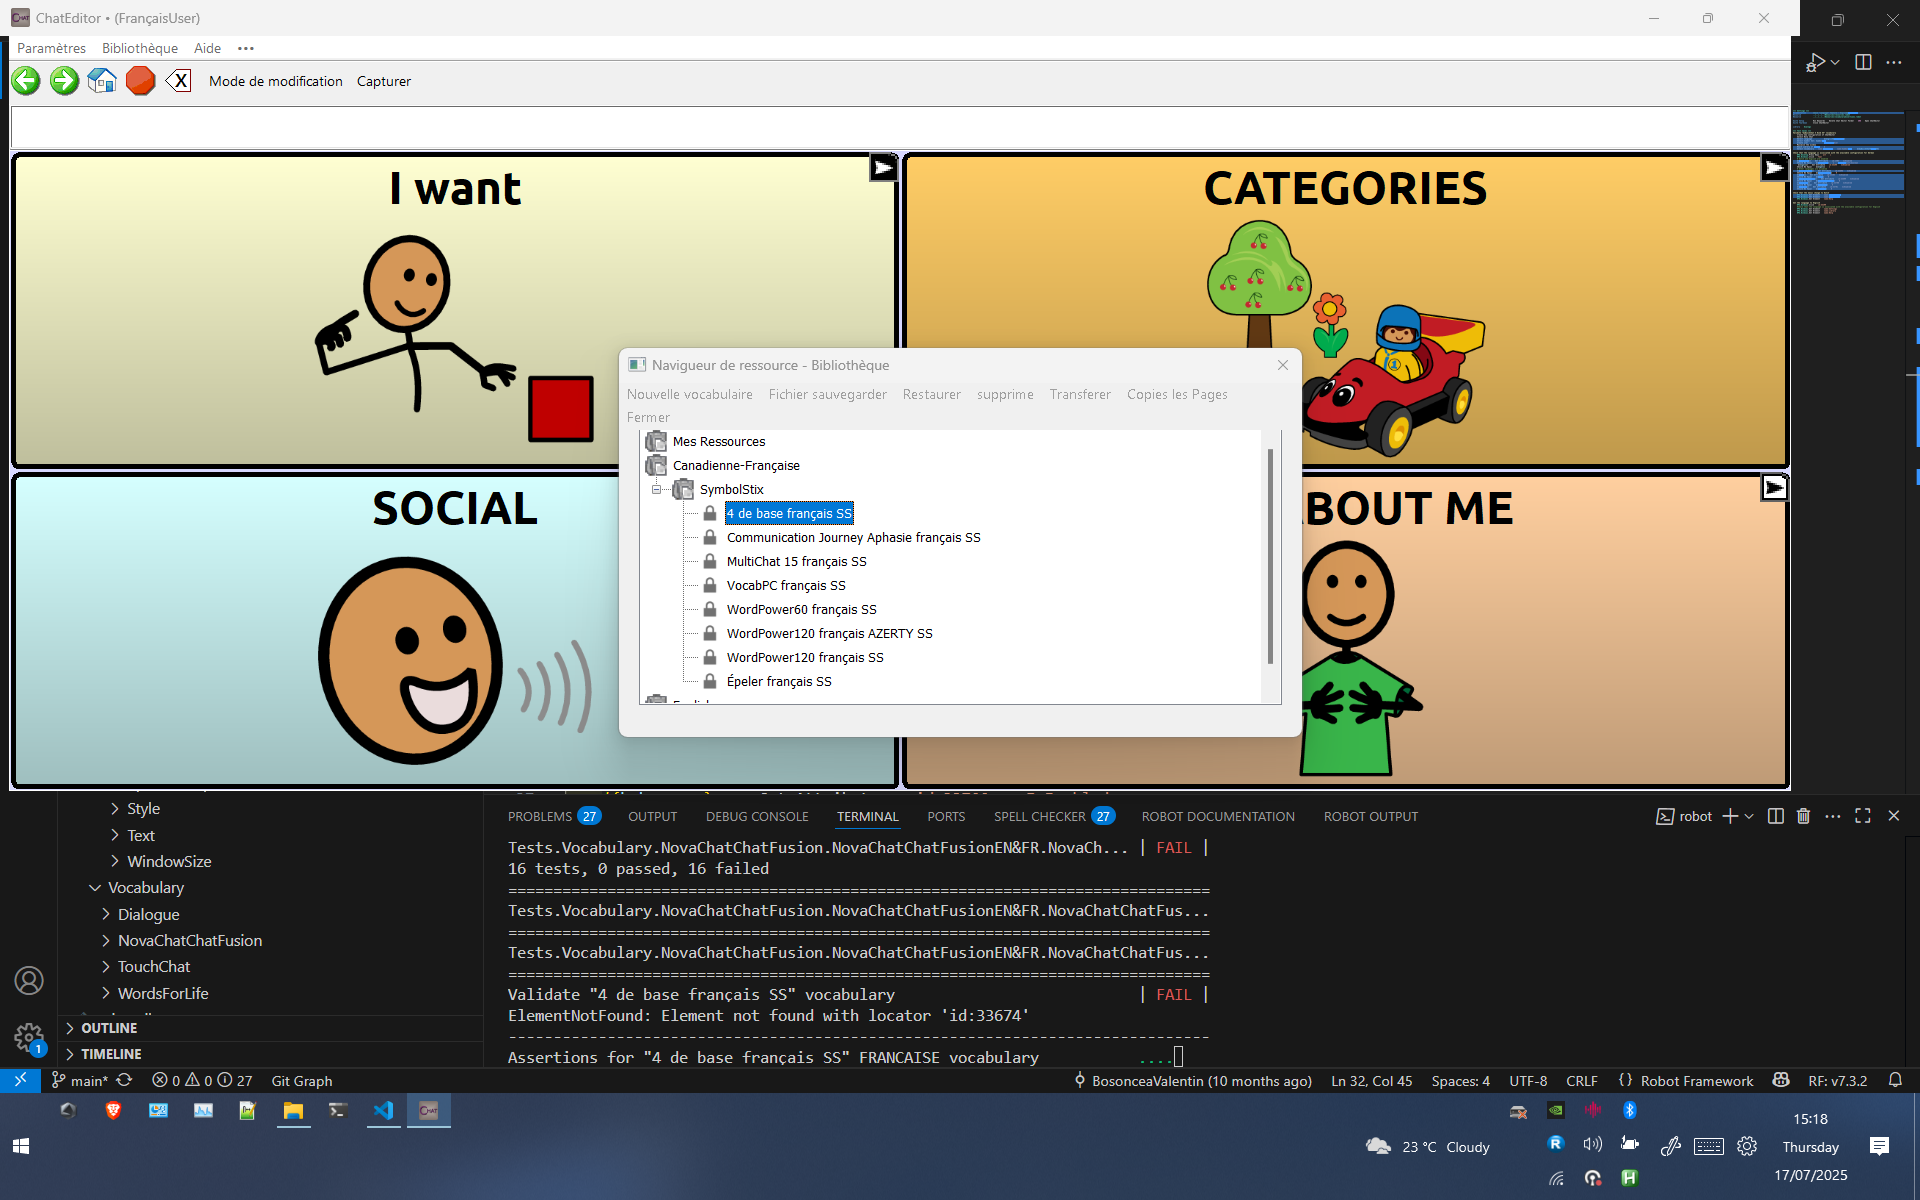 ChatEditor • (FrançaisUser)
Paramètres Bibliothèque Aide •••
X Mode de modification Capturer
I want
CATEGORIES
Navigueur de ressource - Bibliothèque
Nouvelle vocabulaire Fichier sauvegarder Restaurer supprime Transferer Copies les Pages
Fermer
Mes Ressources
Canadienne-Française
SymbolStix
4 de base français SS
Communication Journey Aphasie français SS
MultiChat 15 français SS
VocabPC français SS
WordPower60 français SS
WordPower120 français AZERTY SS
WordPower120 français SS
Épeler français SS
SOCIAL
BOUT ME
Style
Text
WindowSize
Vocabulary
Dialogue
NovaChatChatFusion
TouchChat
WordsForLife
OUTLINE
TIMELINE
PROBLEMS 27 OUTPUT DEBUG CONSOLE TERMINAL PORTS SPELL CHECKER 27 ROBOT DOCUMENTATION ROBOT OUTPUT robot
Tests.Vocabulary.NovaChatChatFusion.NovaChatChatFusionEN&FR.NovaCh... | FAIL |
16 tests, 0 passed, 16 failed
==============================================================================
Tests.Vocabulary.NovaChatChatFusion.NovaChatChatFusionEN&FR.NovaChatChatFus...
==============================================================================
Tests.Vocabulary.NovaChatChatFusion.NovaChatChatFusionEN&FR.NovaChatChatFus...
==============================================================================
Validate "4 de base français SS" vocabulary | FAIL |
ElementNotFound: Element not found with locator 'id:33674'
------------------------------------------------------------------------------
Assertions for "4 de base français SS" FRANCAISE vocabulary ....
1
main* 0 0 27 Git Graph BosonceaValentin (10 months ago) Ln 32, Col 45 Spaces: 4 UTF-8 CRLF {} Robot Framework RF: v7.3.2
CHAT
23 °C Cloudy
15:18
Thursday
17/07/2025